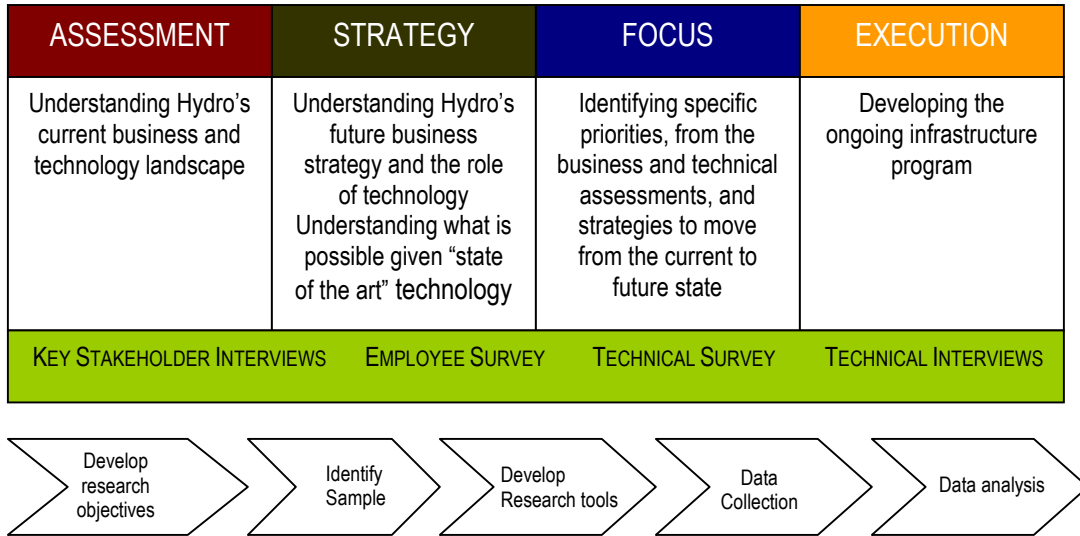 ASSESSMENT
STRATEGY
FOCUS
EXECUTION
Understanding Hydro's
current business and
technology landscape
Understanding Hydro's
future business
strategy and the role
of technology
Understanding what is
possible given “state
of the art” technology
Identifying specific
priorities, from the
business and technical
assessments, and
strategies to move
from the current to
future state
Developing the
ongoing infrastructure
program
KEY STAKEHOLDER INTERVIEWS
EMPLOYEE SURVEY
TECHNICAL SURVEY
TECHNICAL INTERVIEWS
Develop
research
objectives
Identify
Sample
Develop
Research tools
Data
Collection
Data analysis